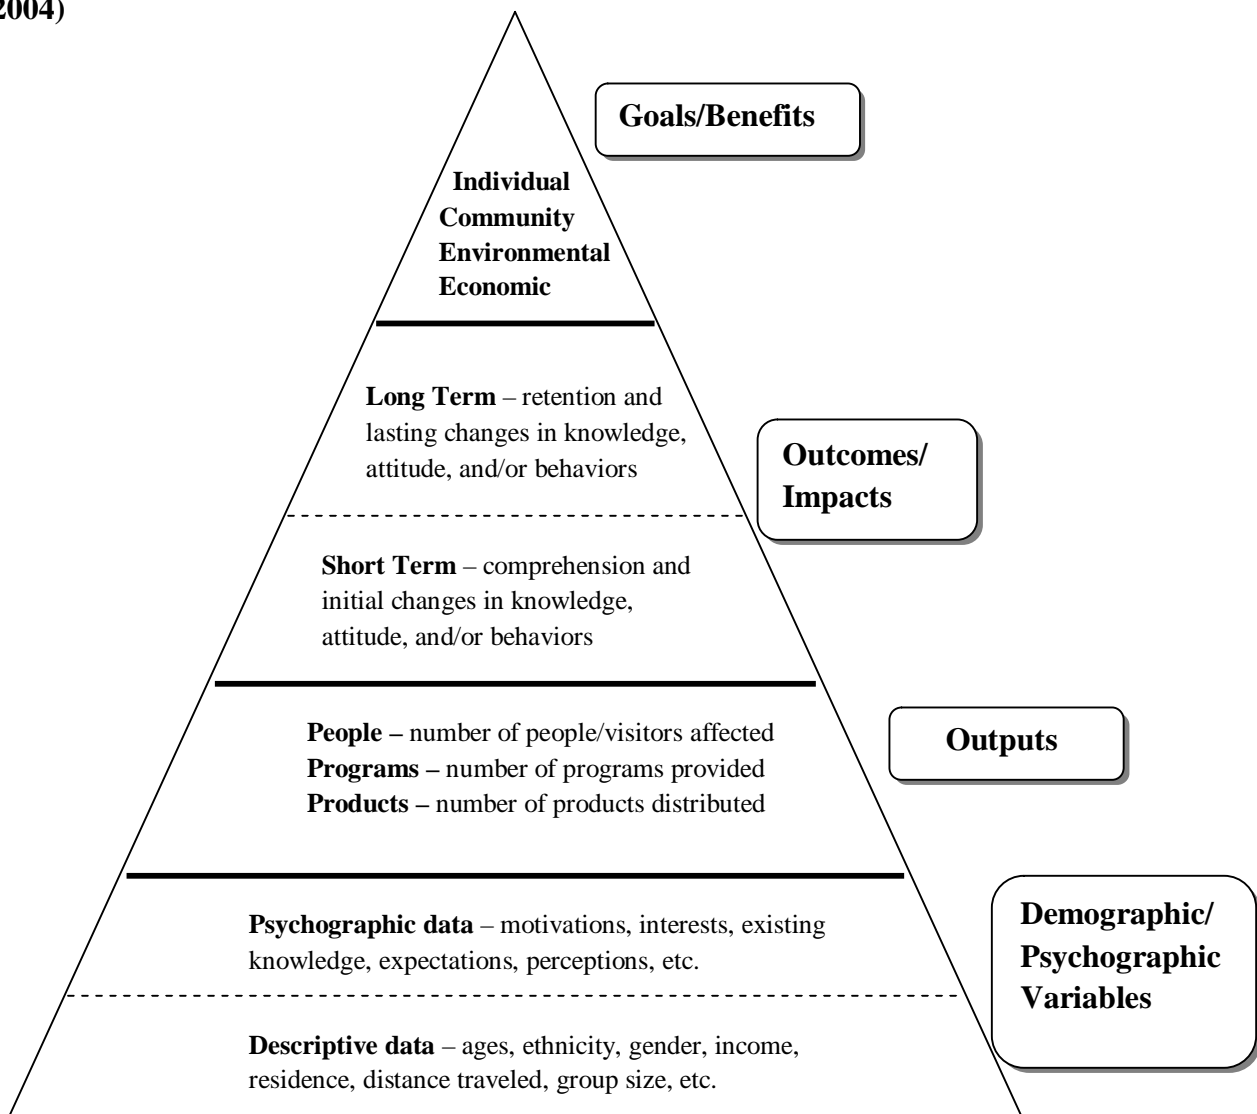 2004)
Goals/Benefits
Individual
Community
Environmental
Economic
Long Term – retention and
lasting changes in knowledge,
attitude, and/or behaviors
Outcomes/
Impacts
Short Term – comprehension and
initial changes in knowledge,
attitude, and/or behaviors
People – number of people/visitors affected
Programs – number of programs provided
Products – number of products distributed
Outputs
Psychographic data – motivations, interests, existing
knowledge, expectations, perceptions, etc.
Demographic/
Psychographic
Variables
Descriptive data – ages, ethnicity, gender, income,
residence, distance traveled, group size, etc.